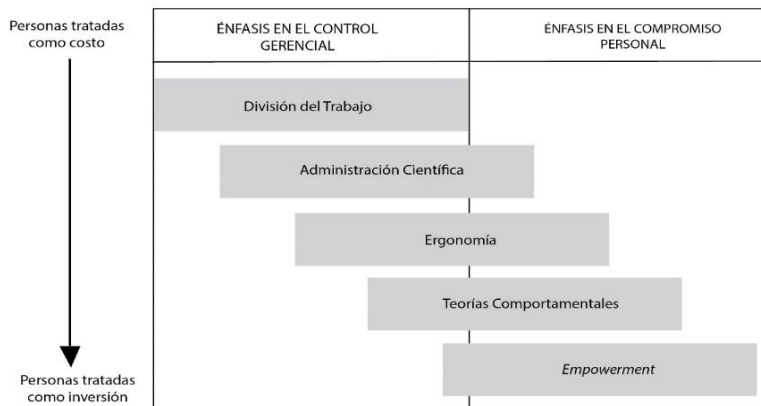 Personas tratadas
como costo
ÉNFASIS EN EL CONTROL
GERENCIAL
ÉNFASIS EN EL COMPROMISO
PERSONAL
División del Trabajo
Administración Científica
Ergonomía
Teorías Comportamentales
Empowerment
Personas tratadas
como inversión